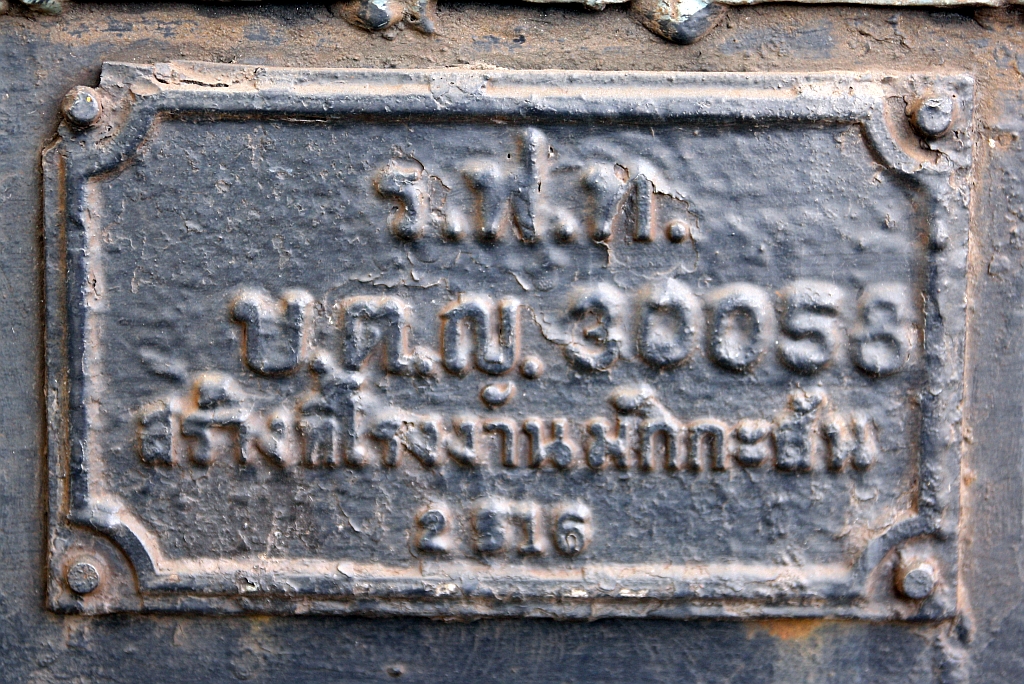 ร.ฟ.ท.
บ.ต.ญ. 30058
สร้างที่โรงงานมักกะสัน
2516